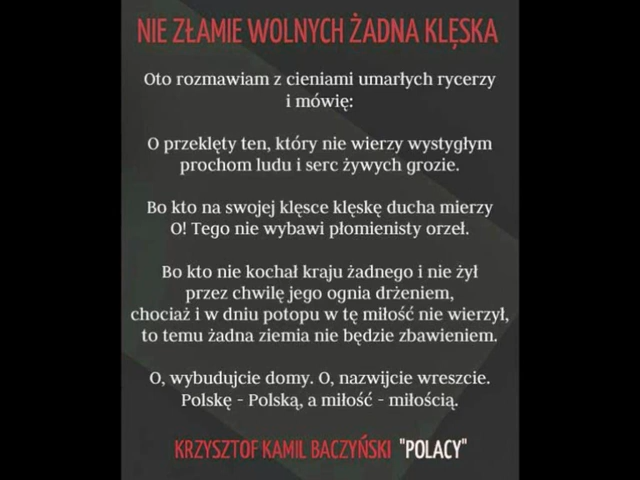 NIE ZŁAMIE WOLNYCH ŻADNA KLĘSKA
Oto rozmawiam z cieniami umarłych rycerzy
i mówię:
O przeklęty ten, który nie wierzy wystygłym
prochom ludu i serc żywych grozie.
Bo kto na swojej klęsce klęskę ducha mierzy
O! Tego nie wybawi płomienisty orzeł.
Bo kto nie kochał kraju żadnego i nie żył
przez chwilę jego ognia drżeniem,
chociaż i w dniu potopu w tę miłość nie wierzył,
to temu żadna ziemia nie będzie zbawieniem.
O, wybudujcie domy. O, nazwijcie wreszcie.
Polskę - Polską, a miłość - miłością.
KRZYSZTOF KAMIL BACZYŃSKI "POLACY"